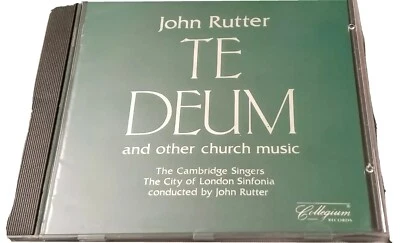 John Rutter
TE
DEUM
and other church music
The Cambridge Singers
The City of London Sinfonia
conducted by John Rutter
Collegium
RECORDS